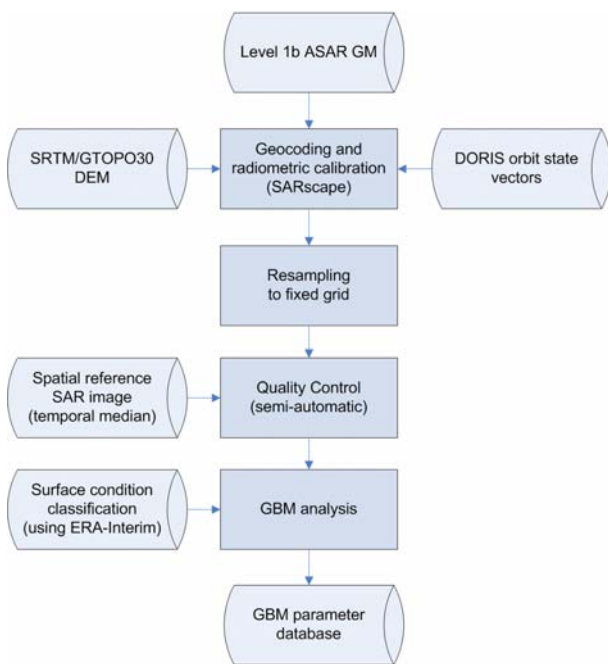 Level 1b ASAR GM
SRTM/GTOPO30
DEM
Geocoding and
radiometric calibration
(SARscape)
DORIS orbit state
vectors
Resampling
to fixed grid
Spatial reference
SAR image
(temporal median)
Quality Control
(semi-automatic)
Surface condition
classification
(using ERA-Interim)
GBM analysis
GBM parameter
database